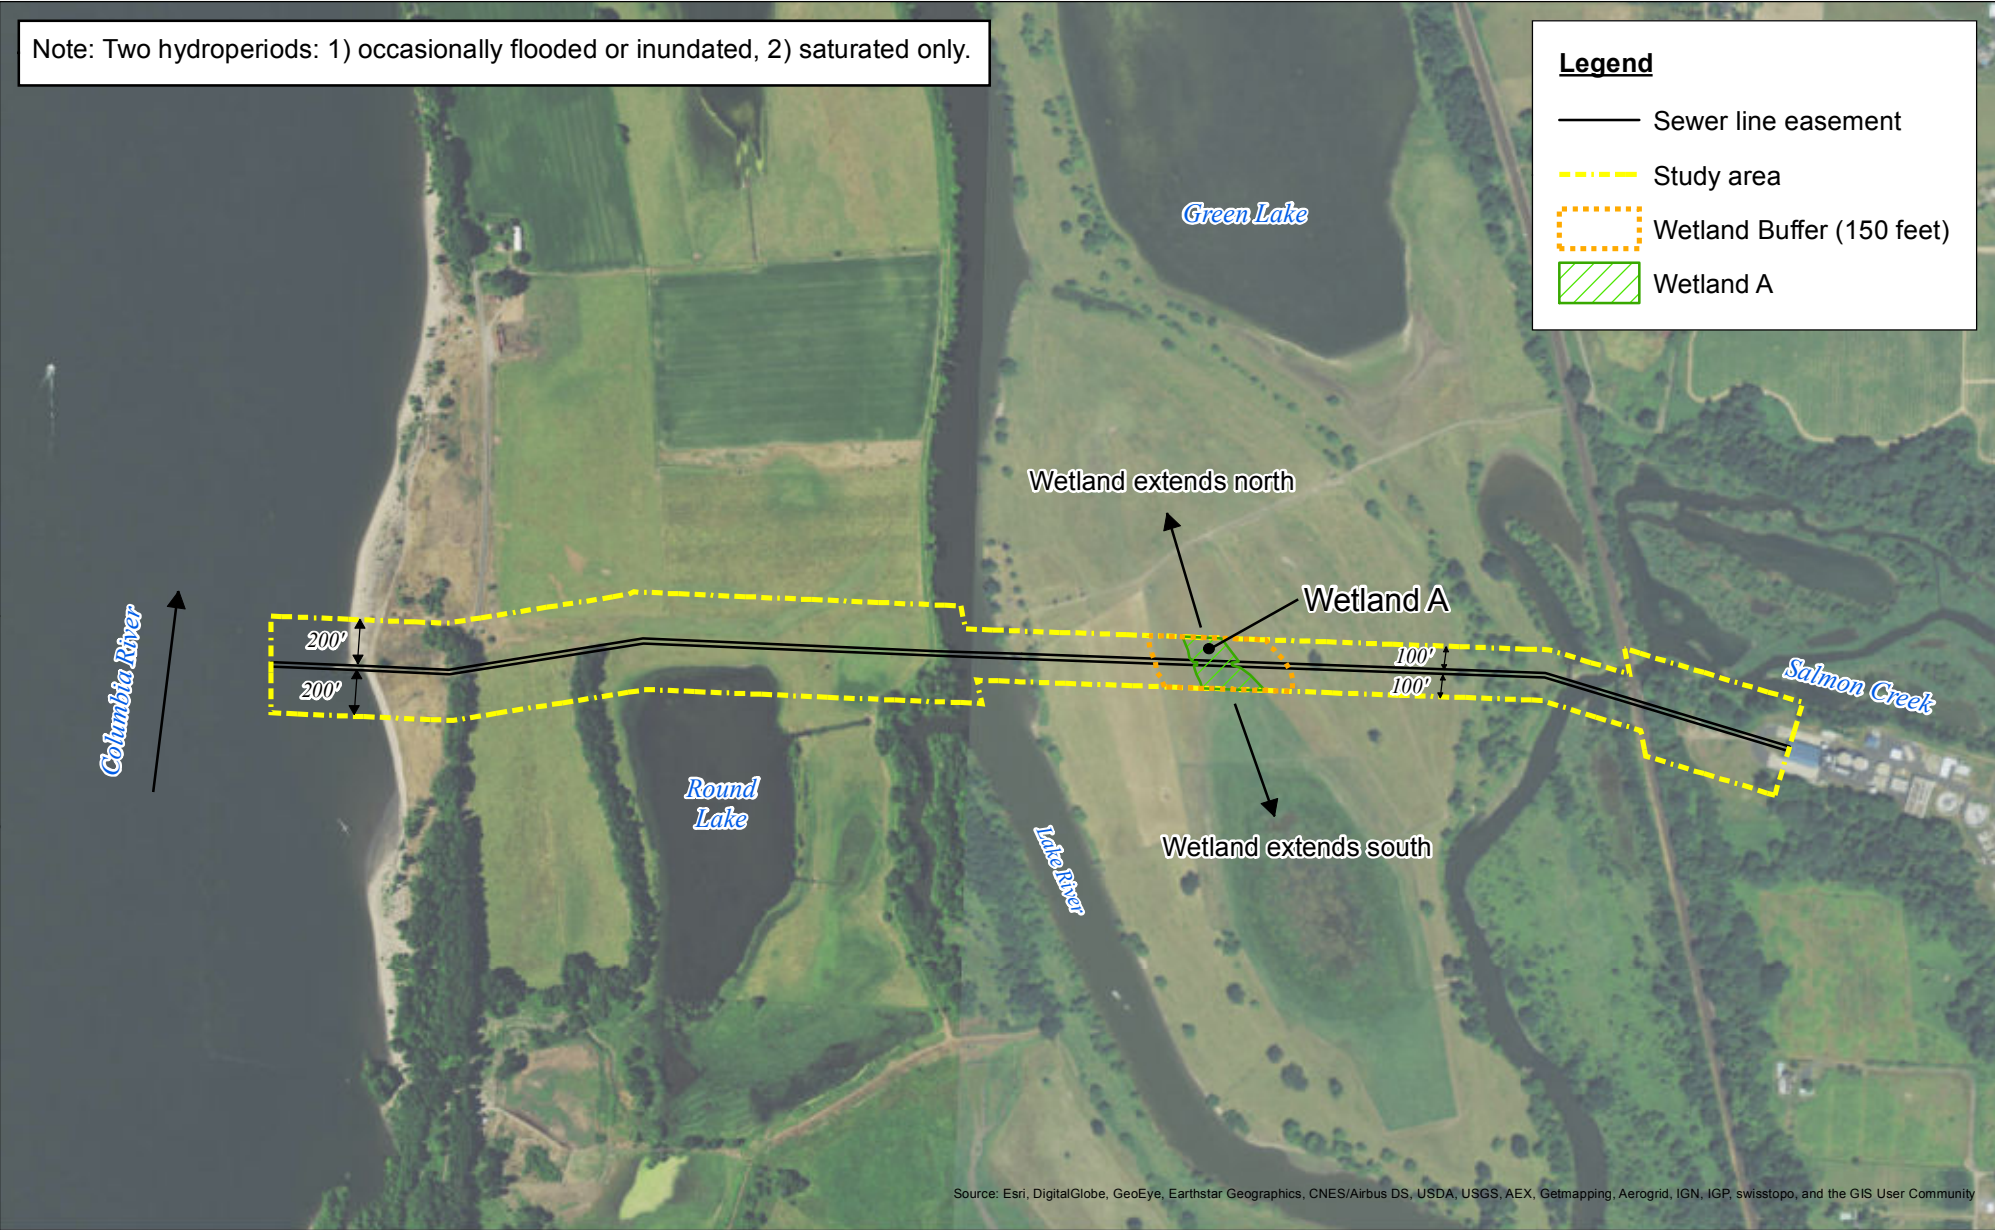 Note: Two hydroperiods: 1) occasionally flooded or inundated, 2) saturated only.
Legend
Sewer line easement
Study area
Wetland Buffer (150 feet)
Wetland A
Green Lake
Wetland extends north
Wetland A
200'
200'
100'
100'
Columbia River
Salmon Creek
Round
Lake
Lake River
Wetland extends south
Source: Esri, DigitalGlobe, GeoEye, Earthstar Geographics, CNES/Airbus DS, USDA, USGS, AEX, Getmapping, Aerogrid, IGN, IGP, swisstopo, and the GIS User Community